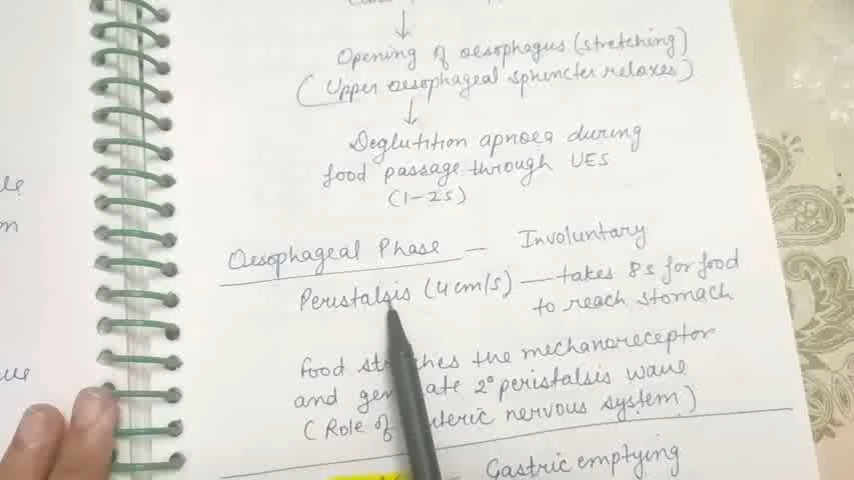 Opening of oesophagus (stretching)
(Upper oesophageal sphincter relaxes)
Deglutition apnoea during
food passage through UES
(1-2s)
Oesophageal Phase — Involuntary
Peristalsis (4cm/s) — takes 8s for food
to reach stomach
food the mechanoreceptor
and 2° peristalsis wave
(Role of nervous system)
Gastric emptying